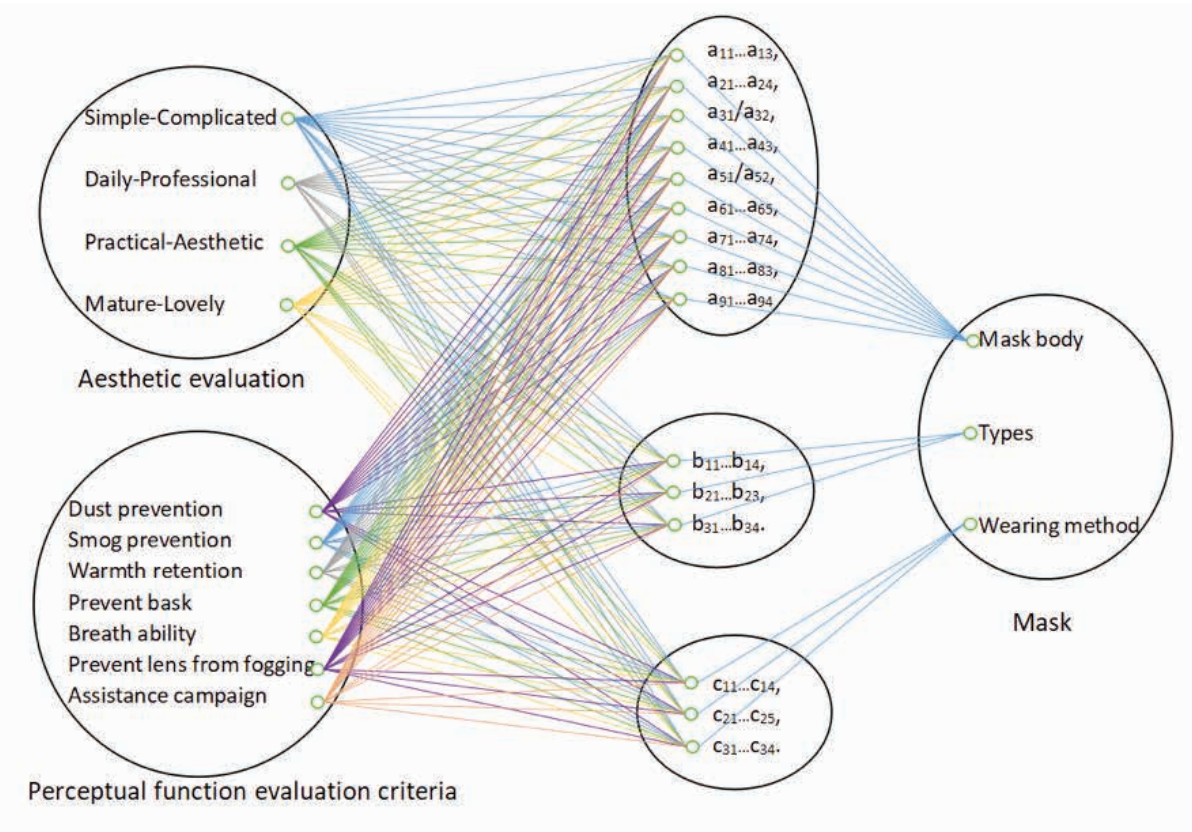 Simple-Complicated
Daily-Professional
Practical-Aesthetic
Mature-Lovely
Aesthetic evaluation
Dust prevention
Smog prevention
Warmth retention
Prevent bask
Breath ability
Prevent lens from fogging
Assistance campaign
Perceptual function evaluation criteria
a₁₁...a₁₃,
a₂₁...a₂₄,
a₃₁/a₃₂,
a₄₁...a₄₃,
a₅₁/a₅₂,
a₆₁...a₆₅,
a₇₁...a₇₄,
a₈₁...a₈₃,
a₉₁...a₉₄
b₁₁...b₁₄,
b₂₁...b₂₃,
b₃₁...b₃₄.
c₁₁...c₁₄,
c₂₁...c₂₅,
c₃₁...c₃₄.
Mask body
Types
Wearing method
Mask